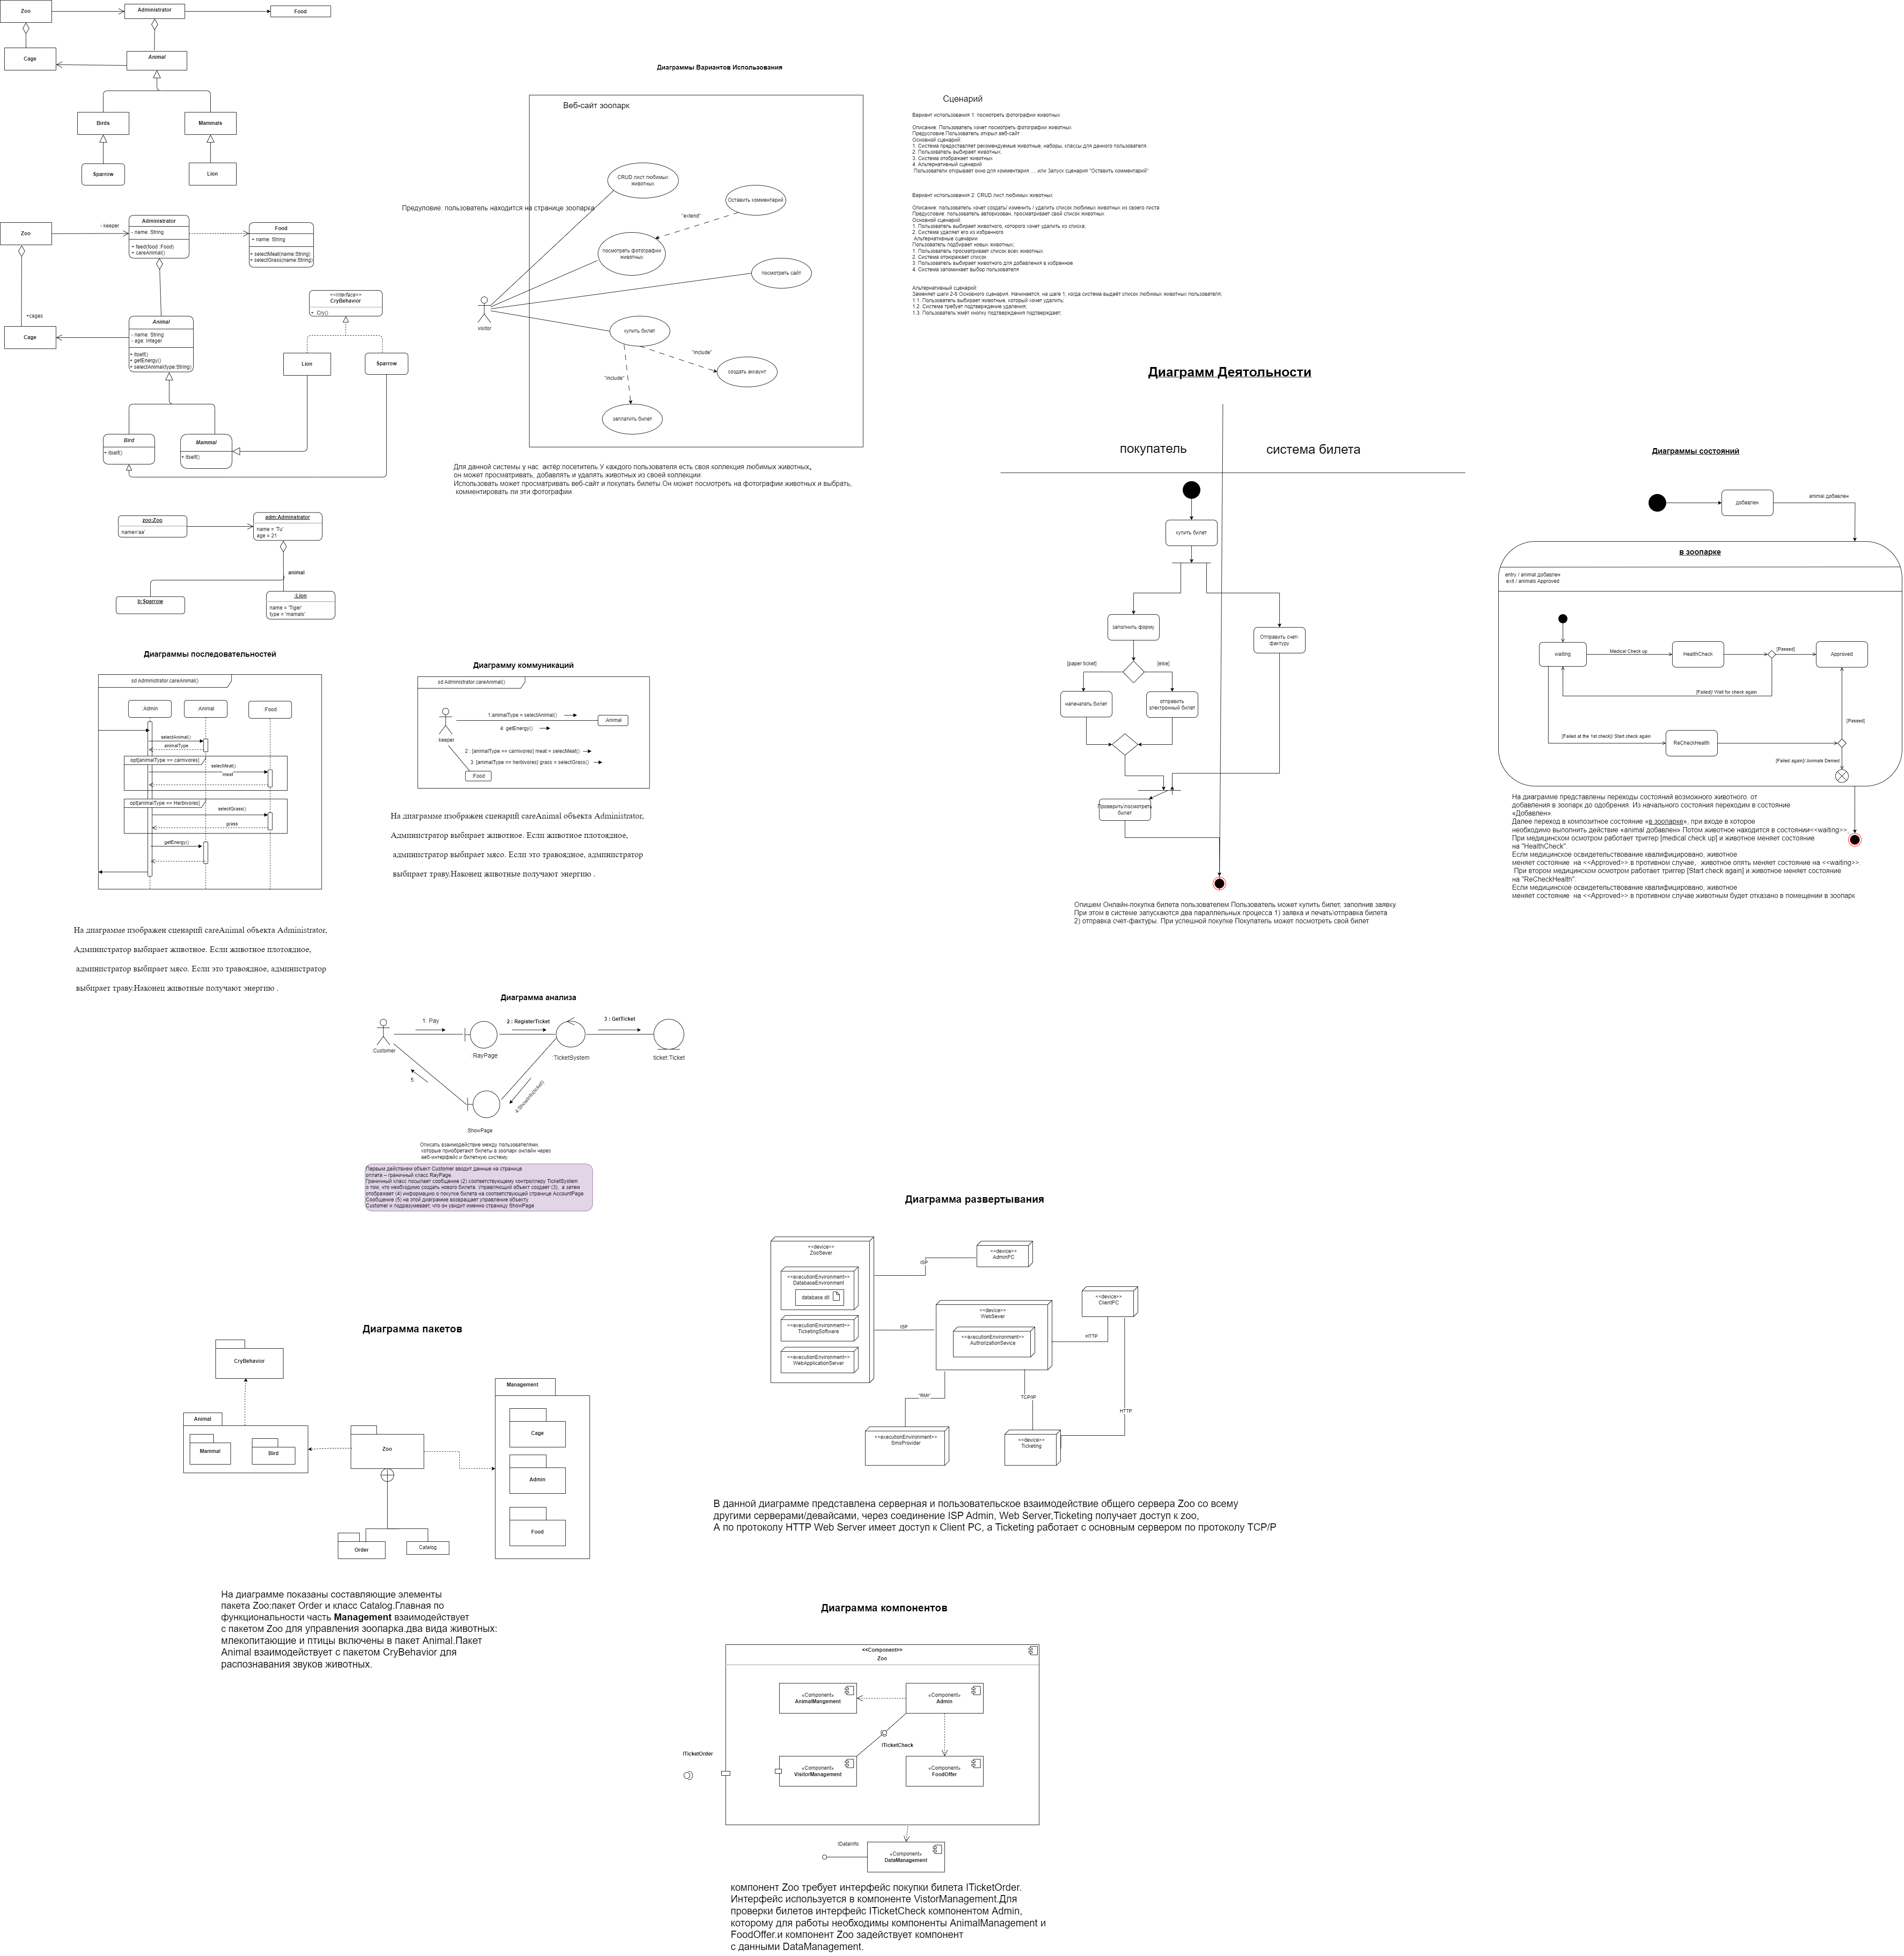 Zoo
Administrator
Food
Cage
Animal
Birds
Mammals
Sparrow
Lion
Zoo
- keeper
Administrator
- name: String
+ feed(food :Food)
+ careAnimal()
Food
+ name: String
+ selectMeat(name:String)
+ selectGrass(name:String)
+cages
Cage
Animal
- name: String
- age: Integer
+ itself()
+ getEnergy()
+ selectAnimal(type:String)
<<interface>>
CryBehavior
+ Cry()
Lion
Sparrow
Bird
+ itself()
Mammal
+ itself()
zoo:Zoo
name='aa'
adm:Administrator
name = 'Tu'
age = 21
animal
b:Sparrow
:Lion
name = 'Tiger'
type = 'mamals'
Диаграммы Вариантов Использования
Веб-сайт зоопарк
Предуловие: пользователь находится на странице зоопарка
CRUD лист любимых
животных
Оставить комментарий
"extend"
посмотреть фотографии
животных
посмотреть сайт
visitor
купить билет
"include"
создать аккаунт
"include"
заплатить билет
Для данной системы у нас актёр:посетитель.У каждого пользователя есть своя коллекция любимых животных,
он может просматривать, добавлять и удалять животных из своей коллекции.
Использовать может просматривать веб-сайт и покупать билеты.Он может посмотреть на фотографии животных и выбрать,
комментировать ли эти фотографии.
Сценарий
Вариант использования 1: посмотреть фотографии животных
Описание: Пользователь хочет посмотреть фотографии животных
Предусловие:Пользователь открыл веб-сайт
Основной сценарий:
1. Система предоставляет рекомендуемые животные, наборы, классы для данного пользователя.
2. Пользователь выбирает животных.
3. Система отображает животных
4. Альтернативный сценарий
Пользователи открывает окно для комментария .....или Запуск сценария "Оставить комментарий"
Вариант использования 2: CRUD лист любимых животных
Описание: пользователь хочет создать/ изменить / удалить список любимых животных из своего листа
Предусловие: пользователь авторизован, просматривает свой список животных
Основной сценарий:
1. Пользователь выбирает животного, которого хочет удалить из списка;
2. Система удаляет его из избранного
Альтернативные сценарии
Пользователь подбирает новых животных;
1. Пользователь просматривает список всех животных
2. Система отоюражает список
3. Пользователь выбирает животного для добавления в избранное
4. Система запоминает выбор пользователя
Альтернативный сценарий:
Заменяет шаги 2-6 Основного сценария. Начинается, на шаге 1, когда система выдаёт список любимых животных пользователя;
1.1. Пользователь выбирает животные, который хочет удалить;
1.2. Система требует подтверждение удаления;
1.3. Пользователь жмёт кнопку подтверждения подтверждает;
Диаграмм Деятольности
покупатель
система билета
купить билет
заполнить форму
Отправить счет-
фактуру
[paper ticket]
[else]
напечатать билет
отправить
электронный билет
Проверить\посмотреть
билет
Опишем Онлайн-покупка билета пользователем.Пользователь может купить билет, заполнив заявку.
При этом в системе запускаются два параллельных процесса 1) заявка и печать\отправка билета
2) отправка счет-фактуры. При успешной покупке Покупатель может посмотреть свой билет
Диаграммы состояний
добавлен
animal добавлен
в зоопарке
entry / animal добавлен
exit / animals Approved
waiting
Medical Check up
HealthCheck
[Passed]
Approved
[Failed]/ Wait for check again
[Passed]
[Failed at the 1st check]/ Start check again
ReCheckHealth
[Failed again]/ Animals Denied
На диаграмме представлены переходы состояний возможного животного: от
добавления в зоопарк до одобрения. Из начального состояния переходим в состояние
«Добавлен».
Далее переход в композитное состояние «в зоопарке», при входе в которое
необходимо выполнить действие «animal добавлен».Потом животное находится в состоянии<<waiting>>.
При медицинском осмотром работает триггер [medical check up] и животное меняет состояние
на "HealthCheck".
Если медицинское освидетельствование квалифицировано, животное
меняет состояние на <<Approved>>.в противном случае, животное опять меняет состояние на <<waiting>>.
При втором медицинском осмотром работает триггер [Start check again] и животное меняет состояние
на "ReCheckHealth".
Если медицинское освидетельствование квалифицировано, животное
меняет состояние на <<Approved>>.в противном случае животным будет отказано в помещении в зоопарк
Диаграммы последовательностей
sd Administrator.careAnimal()
:Admin
:Animal
:Food
selectAnimal()
animalType
opt[animalType == carnivores]
selectMeat()
meat
opt[animalType == Herbivores]
selectGrass()
grass
getEnergy()
На диаграмме изображен сценарий careAnimal объекта Administrator,
Администратор выбирает животное. Если животное плотоядное,
администратор выбирает мясо. Если это травоядное, администратор
выбирает траву.Наконец животные получают энергию .
Диаграмму коммуникаций
sd Administrator.careAnimal()
:keeper
1:animalType = selectAnimal()
4: getEnergy()
:Animal
2 : [animalType == carnivores] meat = selectMeat()
3: [animalType == herbivores] grass = selectGrass()
:Food
На диаграмме изображен сценарий careAnimal объекта Administrator,
Администратор выбирает животное. Если животное плотоядное,
администратор выбирает мясо. Если это травоядное, администратор
выбирает траву.Наконец животные получают энергию .
Диаграмма анализа
1: Pay
2 : RegisterTicket
3 : GetTicket
:Customer
:RayPage
:TicketSystem
ticket:Ticket
5:
4:ShowInfo(ticket)
:ShowPage
Описать взаимодействие между пользователями,
которые приобретают билеты в зоопарк онлайн через
веб-интерфейс и билетную систему.
Первым действием объект Customer вводит данные на странице
оплата – граничный класс RayPage.
Граничный класс посылает сообщение (2) соответствующему контроллеру TicketSystem
о том, что необходимо создать нового билета. Управляющий объект создает (3), а затем
отображает (4) информацию о покупке билета на соответствующей странице AccountPage.
Сообщение (5) на этой диаграмме возвращает управление объекту
Customer и подразумевает, что он увидит именно страницу ShowPage
Диаграмма развертывания
<<device>>
ZooSever
<<executionEnvironment>>
DatabaseEnvironment
database.dll
<<executionEnvironment>>
TicketingSoftware
<<executionEnvironment>>
WebApplicationServer
ISP
<<device>>
AdminPC
ISP
<<device>>
WebSever
<<executionEnvironment>>
AuthorizationSevice
<<device>>
ClientPC
HTTP
"RMI"
TCP/IP
HTTP
<<executionEnvironment>>
SmsProvider
<<device>>
Ticketing
В данной диаграмме представлена серверная и пользовательское взаимодействие общего сервера Zoo со всему
другими серверами/девайсами, через соединение ISP Admin, Web Server,Ticketing получает доступ к zoo,
А по протоколу HTTP Web Server имеет доступ к Client PC, а Ticketing работает с основным сервером по протоколу TCP/P
Диаграмма пакетов
CryBehavior
Animal
Mammal
Bird
Zoo
Management
Cage
Admin
Food
Order
Catalog
На диаграмме показаны составляющие элементы
пакета Zoo:пакет Order и класс Catalog.Главная по
функциональности часть Management взаимодействует
с пакетом Zoo для управления зоопарка.два вида животных:
млекопитающие и птицы включены в пакет Animal.Пакет
Animal взаимодействует с пакетом CryBehavior для
распознавания звуков животных.
Диаграмма компонентов
<<Component>>
Zoo
«Component»
AnimalMangement
«Component»
Admin
ITicketCheck
ITicketOrder
«Component»
VisitorManagement
«Component»
FoodOffer
IDataInfo
«Component»
DataManagement
компонент Zoo требует интерфейс покупки билета ITicketOrder.
Интерфейс используется в компоненте VistorManagement.Для
проверки билетов интерфейс ITicketCheck компонентом Admin,
которому для работы необходимы компоненты AnimalManagement и
FoodOffer.и компонент Zoo задействует компонент
с данными DataManagement.